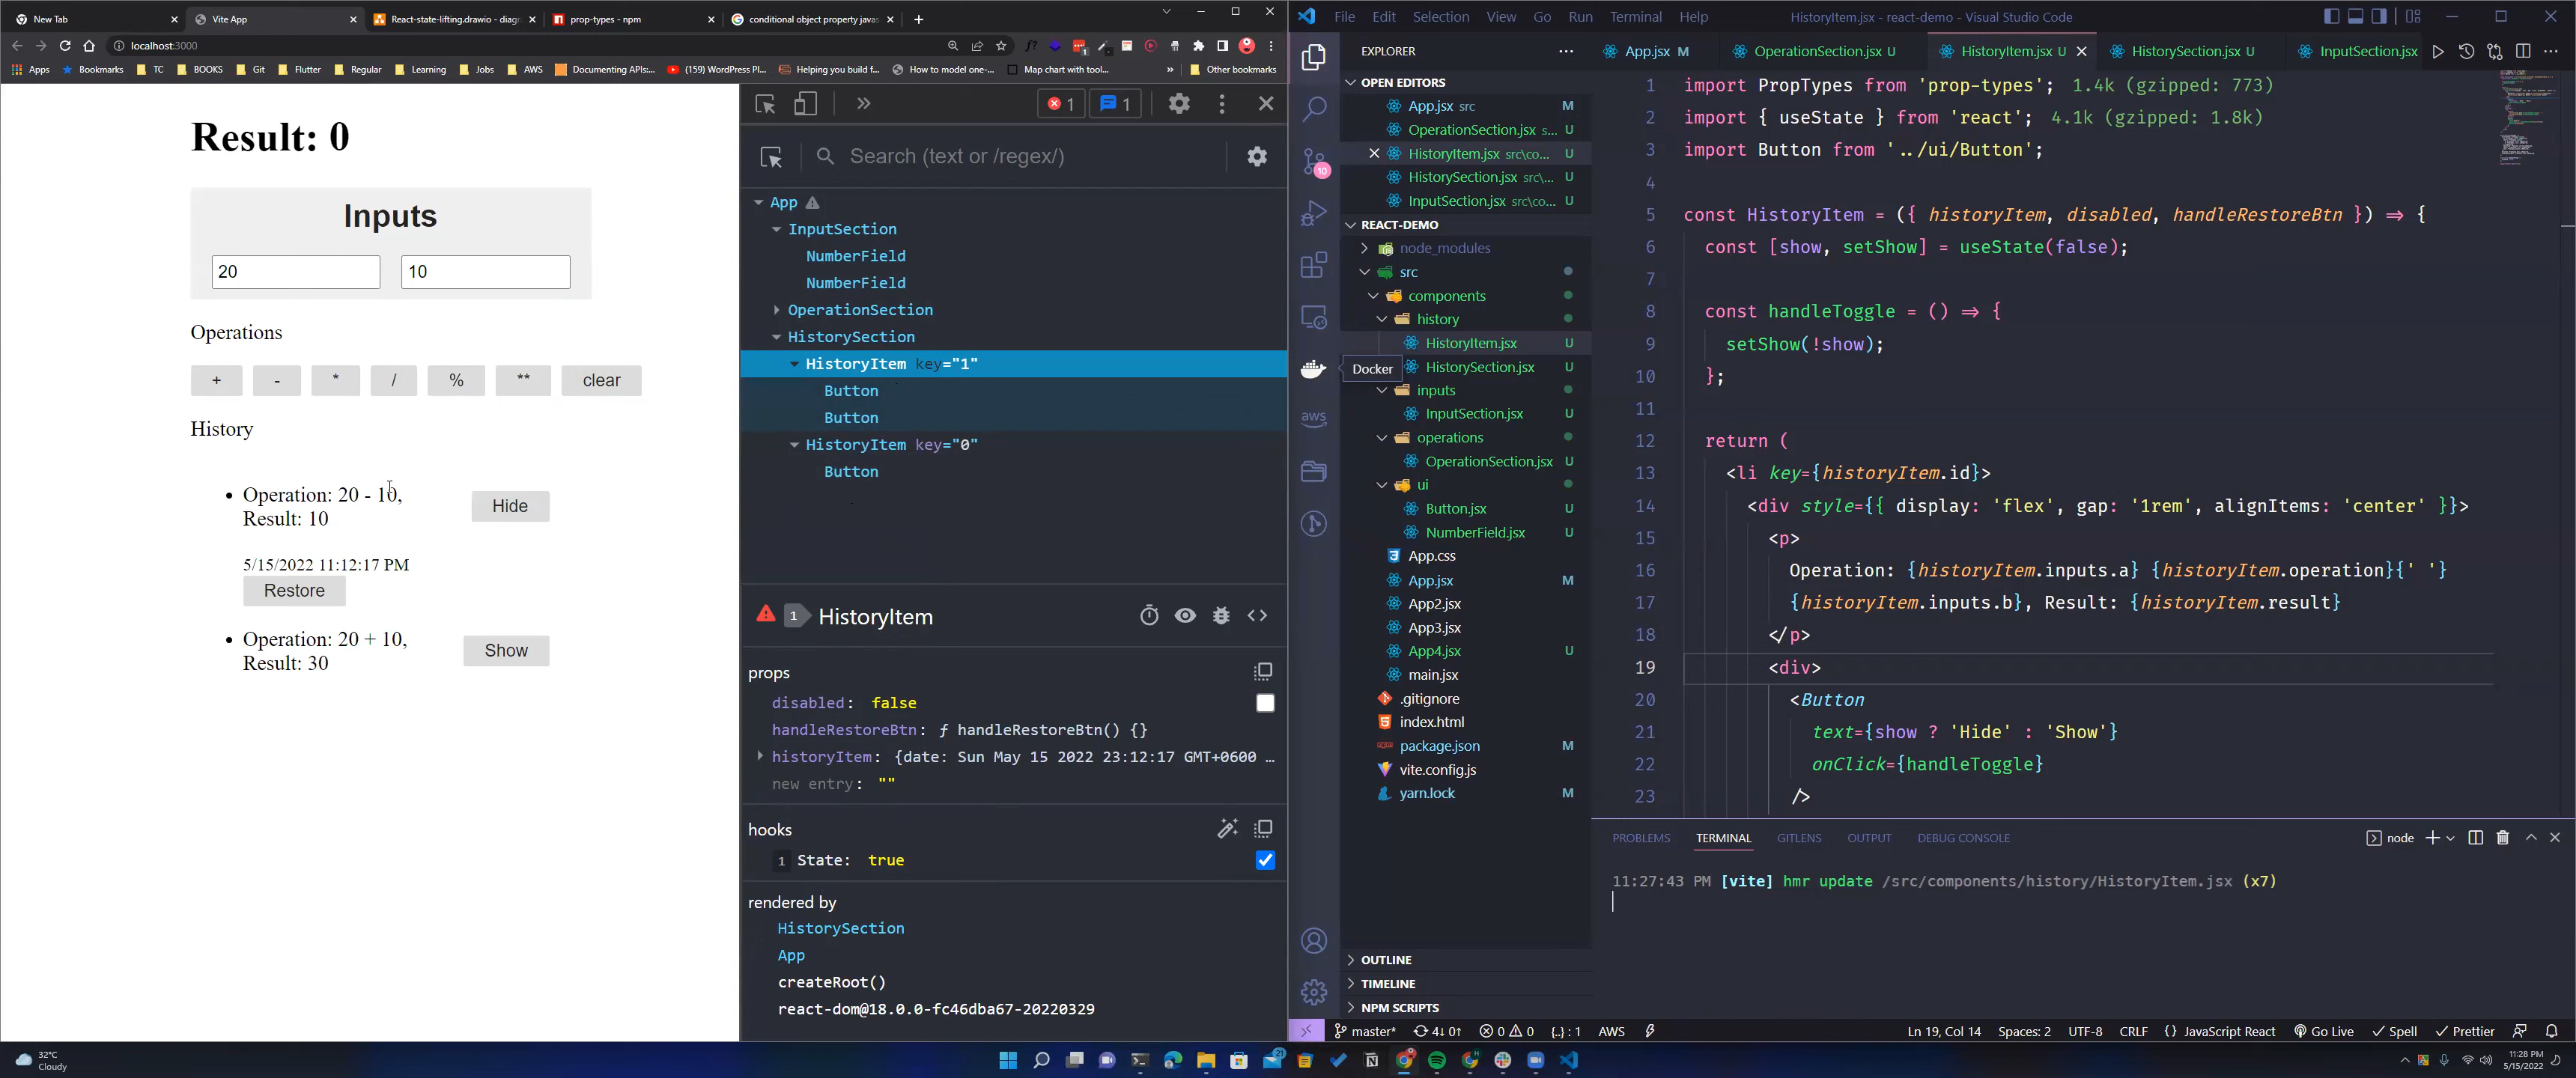 New Tab
Vite App
React-state-lifting.drawio - diagr
prop-types - npm
conditional object property javas
localhost:3000
Apps
Bookmarks
TC
BOOKS
Git
Flutter
Regular
Learning
Jobs
AWS
Documenting APIs:...
(159) WordPress Pl...
Helping you build f...
How to model one-...
Map chart with tool...
»
Other bookmarks
Result: 0
Inputs
20
10
Operations
+
-
*
/
%
**
clear
History
Operation: 20 - 10,
Result: 10
Hide
5/15/2022 11:12:17 PM
Restore
Operation: 20 + 10,
Result: 30
Show
1
1
Search (text or /regex/)
App
InputSection
NumberField
NumberField
OperationSection
HistorySection
HistoryItem key="1"
Button
Button
HistoryItem key="0"
Button
1 HistoryItem
props
disabled: false
handleRestoreBtn: ƒ handleRestoreBtn() {}
historyItem: {date: Sun May 15 2022 23:12:17 GMT+0600 …
new entry: ""
hooks
1 State: true
rendered by
HistorySection
App
createRoot()
react-dom@18.0.0-fc46dba67-20220329
File Edit Selection View Go Run Terminal Help
HistoryItem.jsx - react-demo - Visual Studio Code
EXPLORER
OPEN EDITORS
App.jsx src M
OperationSection.jsx s... U
HistoryItem.jsx src\co... U
HistorySection.jsx src\... U
InputSection.jsx src\co... U
REACT-DEMO
node_modules
src
components
history
HistoryItem.jsx U
HistorySection.jsx U
inputs
InputSection.jsx U
operations
OperationSection.jsx U
ui
Button.jsx U
NumberField.jsx U
App.css
App.jsx M
App2.jsx
App3.jsx
App4.jsx U
main.jsx
.gitignore
index.html
package.json M
vite.config.js
yarn.lock M
OUTLINE
TIMELINE
NPM SCRIPTS
10
Docker
aws
App.jsx M
OperationSection.jsx U
HistoryItem.jsx U
HistorySection.jsx U
InputSection.jsx
1 import PropTypes from 'prop-types'; 1.4k (gzipped: 773)
2 import { useState } from 'react'; 4.1k (gzipped: 1.8k)
3 import Button from '../ui/Button';
4
5 const HistoryItem = ({ historyItem, disabled, handleRestoreBtn }) => {
6 const [show, setShow] = useState(false);
7
8 const handleToggle = () => {
9 setShow(!show);
10 };
11
12 return (
13 <li key={historyItem.id}>
14 <div style={{ display: 'flex', gap: '1rem', alignItems: 'center' }}>
15 <p>
16 Operation: {historyItem.inputs.a} {historyItem.operation}{' '}
17 {historyItem.inputs.b}, Result: {historyItem.result}
18 </p>
19 <div>
20 <Button
21 text={show ? 'Hide' : 'Show'}
22 onClick={handleToggle}
23 />
PROBLEMS TERMINAL GITLENS OUTPUT DEBUG CONSOLE
node
11:27:43 PM [vite] hmr update /src/components/history/HistoryItem.jsx (x7)
master* 4↓ 0↑ 0 0 {..} : 1 AWS
Ln 19, Col 14 Spaces: 2 UTF-8 CRLF {} JavaScript React Go Live Spell Prettier
32°C
Cloudy
11:28 PM
5/15/2022